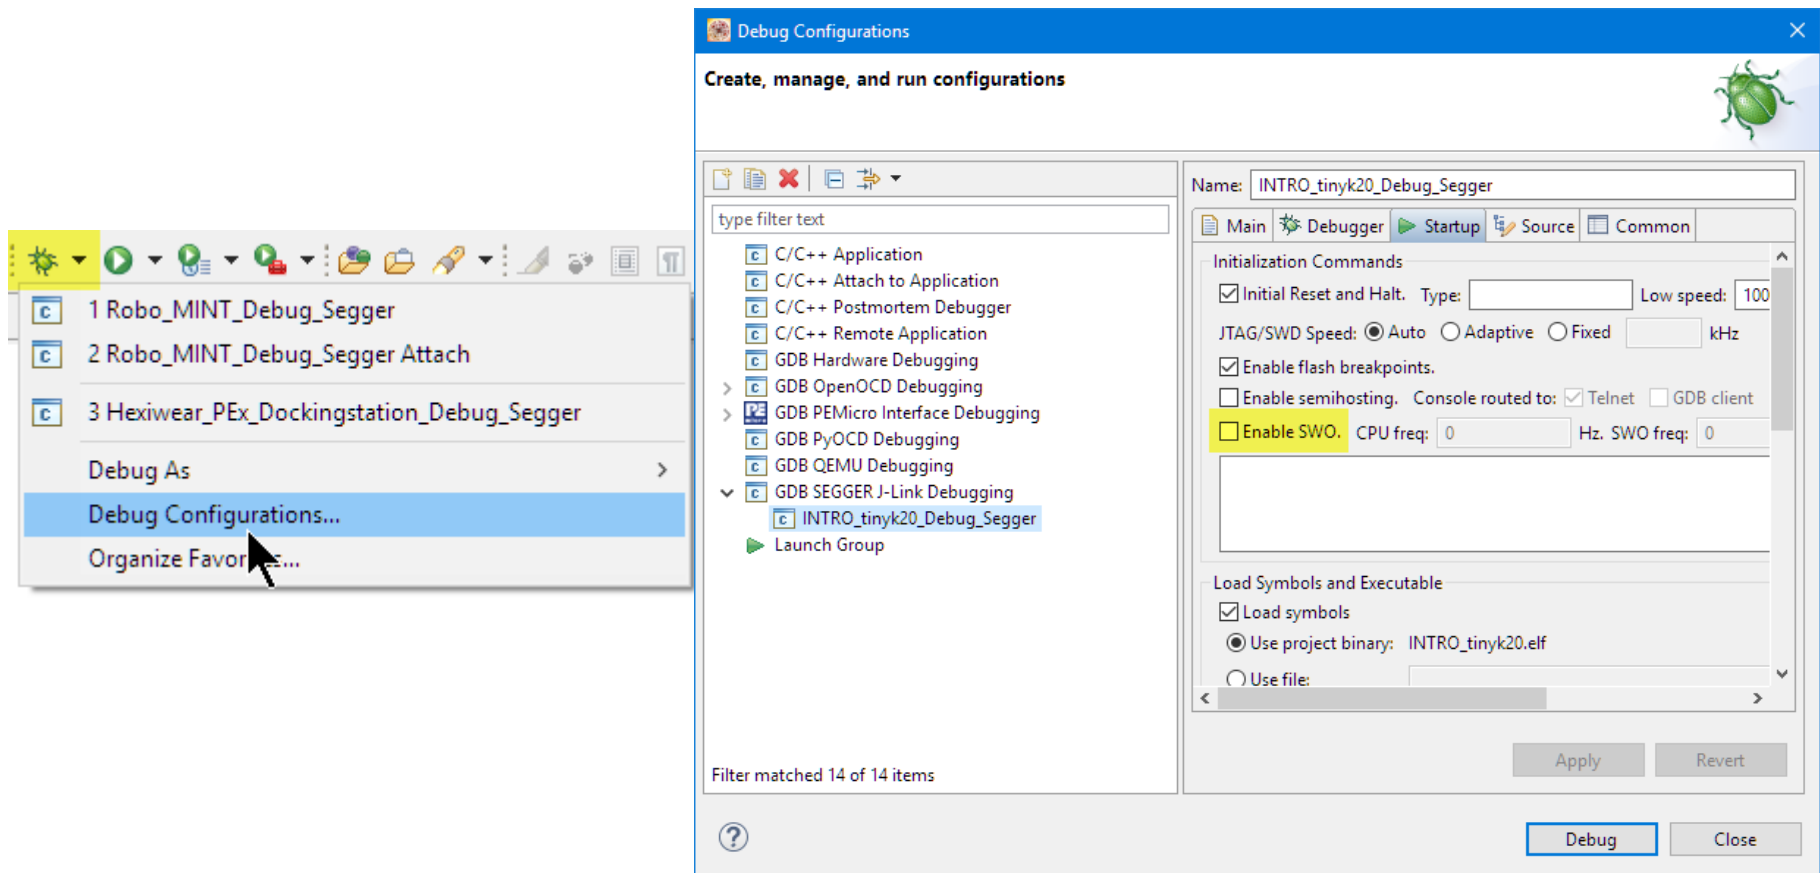 1 Robo_MINT_Debug_Segger
2 Robo_MINT_Debug_Segger Attach
3 Hexiwear_PEx_Dockingstation_Debug_Segger
Debug As
Debug Configurations...
Organize
Debug Configurations
Create, manage, and run configurations
type filter text
C/C++ Application
C/C++ Attach to Application
C/C++ Postmortem Debugger
C/C++ Remote Application
GDB Hardware Debugging
GDB OpenOCD Debugging
GDB PEMicro Interface Debugging
GDB PyOCD Debugging
GDB QEMU Debugging
GDB SEGGER J-Link Debugging
INTRO_tinyk20_Debug_Segger
Launch Group
Filter matched 14 of 14 items
Name: INTRO_tinyk20_Debug_Segger
Main Debugger Startup Source Common
Initialization Commands
Initial Reset and Halt. Type: Low speed: 100
JTAG/SWD Speed: Auto Adaptive Fixed kHz
Enable flash breakpoints.
Enable semihosting. Console routed to: Telnet GDB client
Enable SWO. CPU freq: 0 Hz. SWO freq: 0
Load Symbols and Executable
Load symbols
Use project binary: INTRO_tinyk20.elf
Use file:
Apply Revert
Debug Close